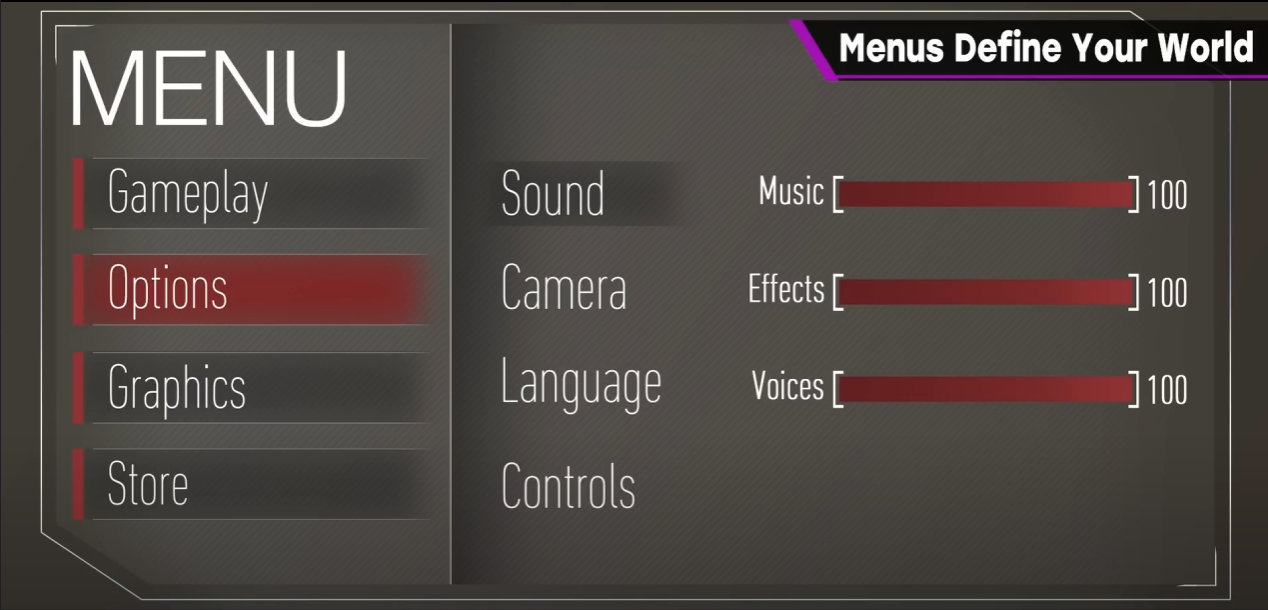 Menus Define Your World
MENU
Gameplay
Options
Graphics
Store
Sound
Camera
Language
Controls
Music [ ] 100
Effects [ ] 100
Voices [ ] 100